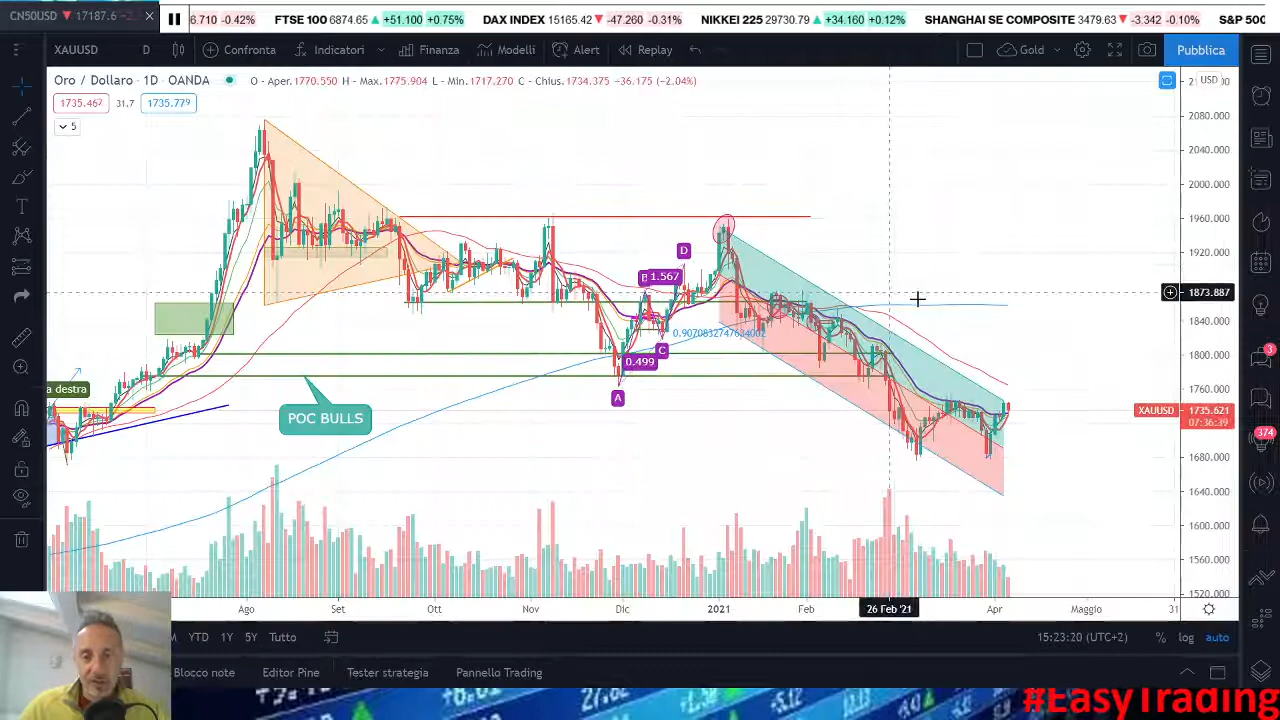 CN50USD ▼ 17187.6
6.710 -0.42% FTSE 100 6874.65 ▲ +51.100 +0.75% DAX INDEX 15165.42 ▼ -47.260 -0.31% NIKKEI 225 29730.79 ▲ +34.160 +0.12% SHANGHAI SE COMPOSITE 3479.63 ▼ -3.342 -0.10% S&P 500
XAUUSD D Confronta Indicatori Finanza Modelli Alert Replay Gold Pubblica
Oro / Dollaro · 1D · OANDA O - Aper.1770.550 H - Max.1775.904 L - Min.1717.270 C - Chius.1734.375 −36.175 (−2.04%)
USD
1735.467 31.7 1735.779
5
2080.000
2040.000
2000.000
1960.000
1920.000
1873.887
1840.000
1800.000
1760.000
XAUUSD 1735.621
07:36:39
1680.000
1640.000
1600.000
1560.000
1520.000
D
1.567
0.9070832747634002
C
0.499
A
a destra
POC BULLS
3
374
Ago Set Ott Nov Dic 2021 Feb 26 Feb '21 Apr Maggio 31
YTD 1Y 5Y Tutto 15:23:20 (UTC+2) % log auto
Blocco note Editor Pine Tester strategia Pannello Trading
#EasyTrading